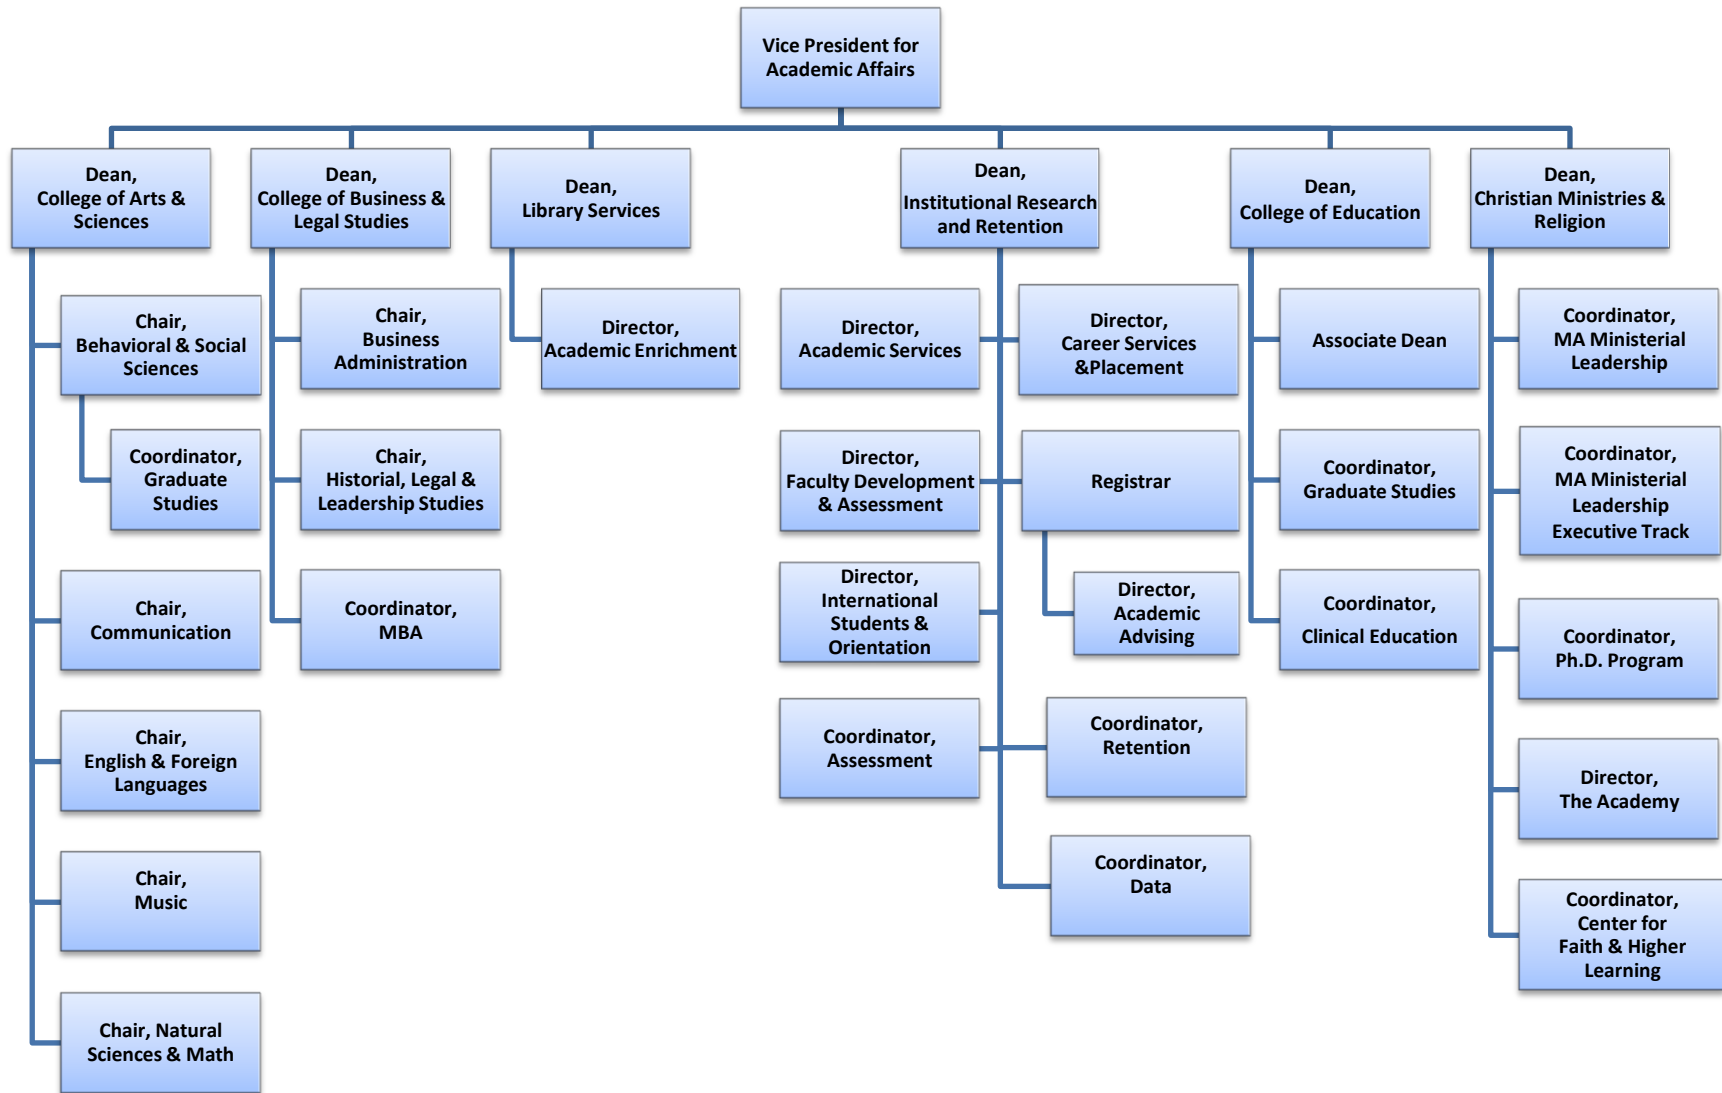 Vice President for
Academic Affairs
Dean,
College of Arts &
Sciences
Dean,
College of Business &
Legal Studies
Dean,
Library Services
Dean,
Institutional Research
and Retention
Dean,
College of Education
Dean,
Christian Ministries &
Religion
Chair,
Behavioral & Social
Sciences
Coordinator,
Graduate
Studies
Chair,
Communication
Chair,
English & Foreign
Languages
Chair,
Music
Chair, Natural
Sciences & Math
Chair,
Business
Administration
Chair,
Historial, Legal &
Leadership Studies
Coordinator,
MBA
Director,
Academic Enrichment
Director,
Academic Services
Director,
Career Services
&Placement
Director,
Faculty Development
& Assessment
Registrar
Director,
International
Students &
Orientation
Director,
Academic
Advising
Coordinator,
Assessment
Coordinator,
Retention
Coordinator,
Data
Associate Dean
Coordinator,
Graduate Studies
Coordinator,
Clinical Education
Coordinator,
MA Ministerial
Leadership
Coordinator,
MA Ministerial
Leadership
Executive Track
Coordinator,
Ph.D. Program
Director,
The Academy
Coordinator,
Center for
Faith & Higher
Learning